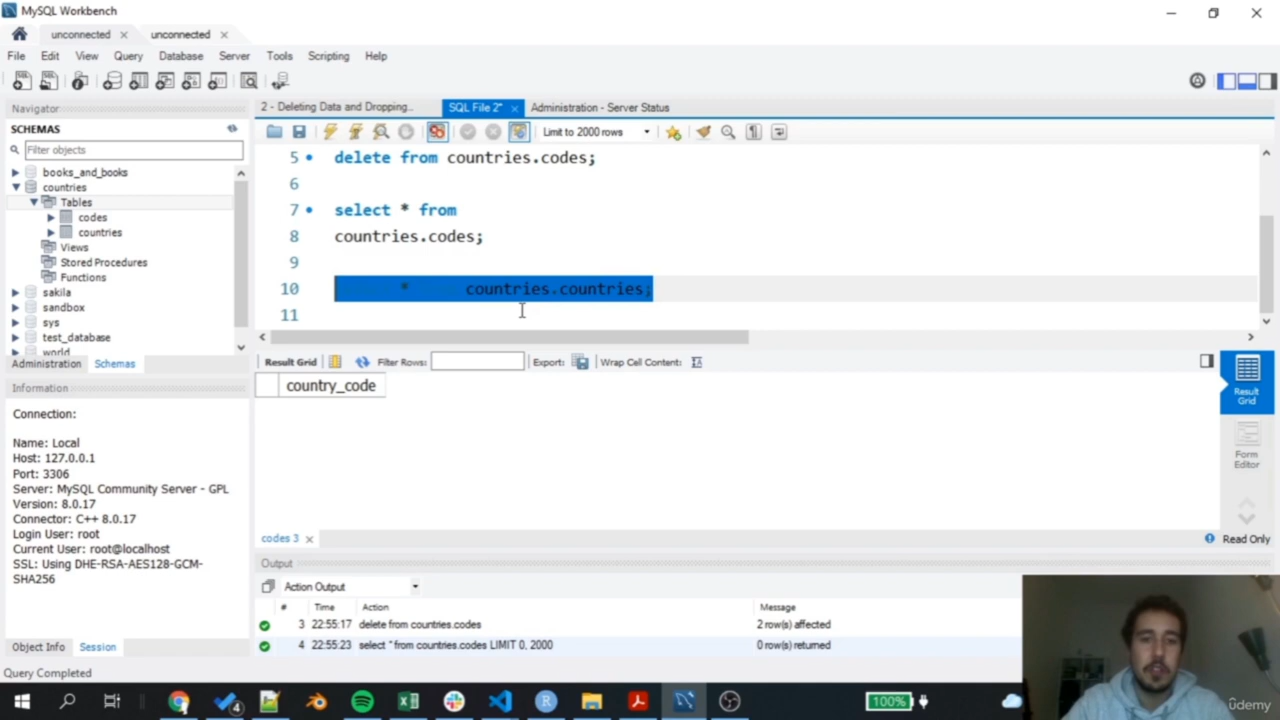 MySQL Workbench
unconnected
unconnected
File Edit View Query Database Server Tools Scripting Help
Navigator
SCHEMAS
Filter objects
books_and_books
countries
Tables
codes
countries
Views
Stored Procedures
Functions
sakila
sandbox
sys
test_database
world
Administration Schemas
Information
Connection:
Name: Local
Host: 127.0.0.1
Port: 3306
Server: MySQL Community Server - GPL
Version: 8.0.17
Connector: C++ 8.0.17
Login User: root
Current User: root@localhost
SSL: Using DHE-RSA-AES128-GCM-
SHA256
Object Info Session
Query Completed
2 - Deleting Data and Dropping...
SQL File 2*
Administration - Server Status
Limit to 2000 rows
5 delete from countries.codes;
6
7 select * from
8 countries.codes;
9
10 * countries.countries;
11
Result Grid Filter Rows: Export: Wrap Cell Content:
country_code
Result
Grid
Form
Editor
codes 3
Read Only
Output
Action Output
# Time Action Message
3 22:55:17 delete from countries.codes 2 row(s) affected
4 22:55:23 select * from countries.codes LIMIT 0, 2000 0 row(s) returned
4
100%
ûdemy